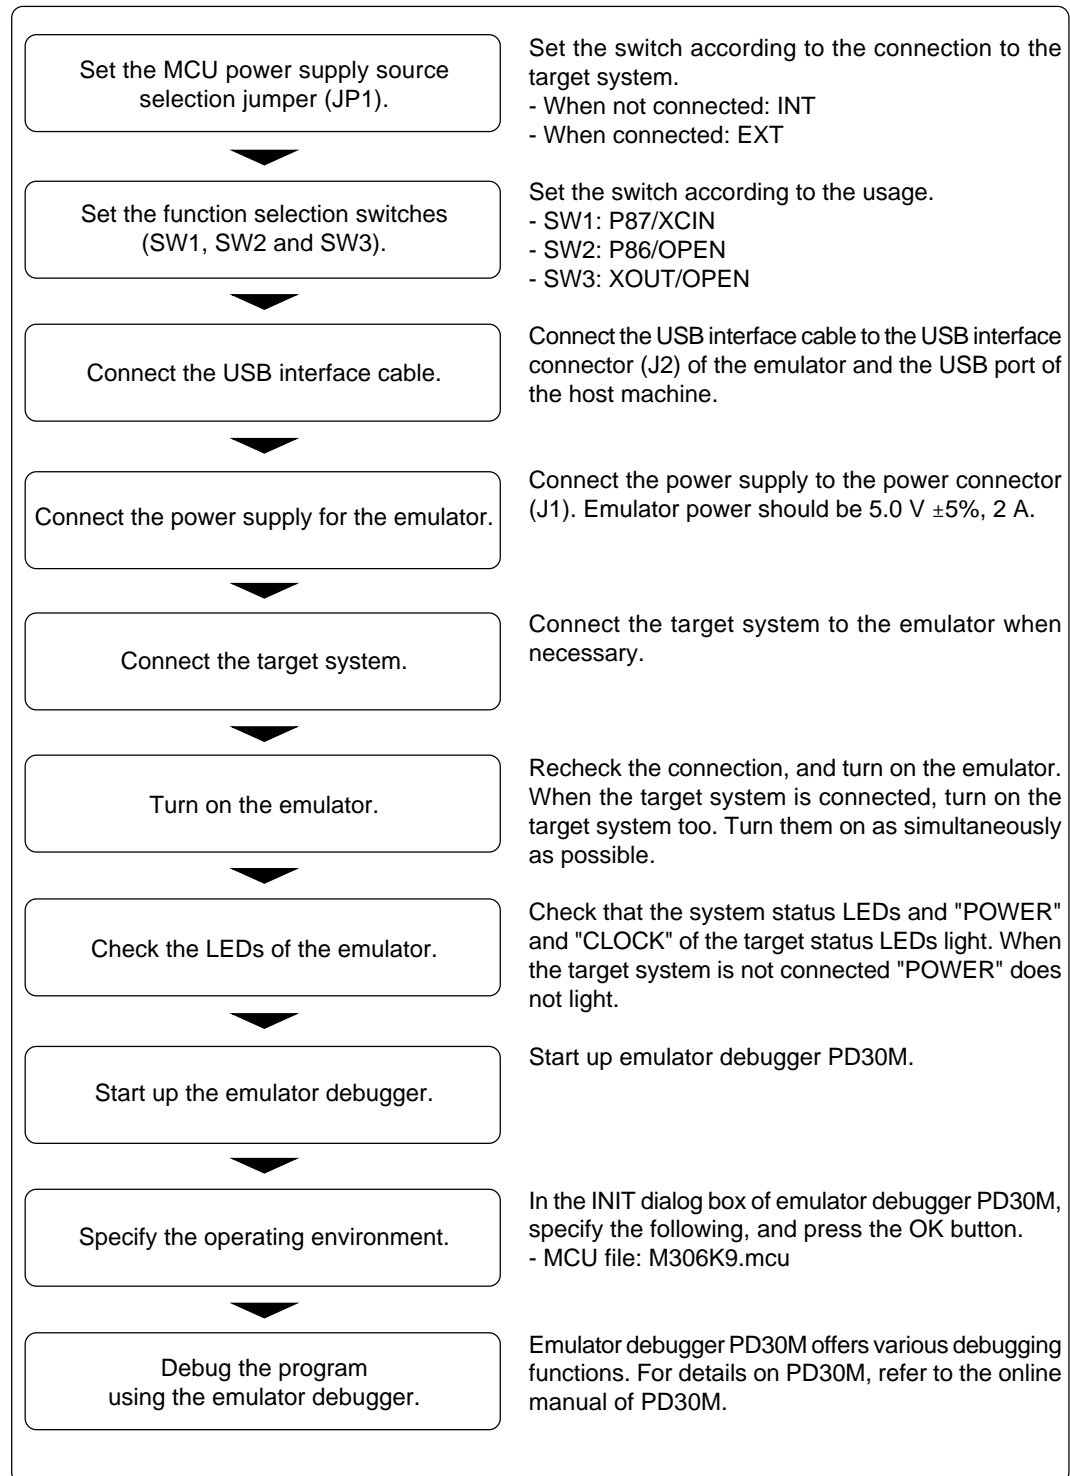 Set the MCU power supply source
selection jumper (JP1).
Set the switch according to the connection to the
target system.
- When not connected: INT
- When connected: EXT
Set the function selection switches
(SW1, SW2 and SW3).
Set the switch according to the usage.
- SW1: P87/XCIN
- SW2: P86/OPEN
- SW3: XOUT/OPEN
Connect the USB interface cable.
Connect the USB interface cable to the USB interface
connector (J2) of the emulator and the USB port of
the host machine.
Connect the power supply for the emulator.
Connect the power supply to the power connector
(J1). Emulator power should be 5.0 V ±5%, 2 A.
Connect the target system.
Connect the target system to the emulator when
necessary.
Turn on the emulator.
Recheck the connection, and turn on the emulator.
When the target system is connected, turn on the
target system too. Turn them on as simultaneously
as possible.
Check the LEDs of the emulator.
Check that the system status LEDs and "POWER"
and "CLOCK" of the target status LEDs light. When
the target system is not connected "POWER" does
not light.
Start up the emulator debugger.
Start up emulator debugger PD30M.
Specify the operating environment.
In the INIT dialog box of emulator debugger PD30M,
specify the following, and press the OK button.
- MCU file: M306K9.mcu
Debug the program
using the emulator debugger.
Emulator debugger PD30M offers various debugging
functions. For details on PD30M, refer to the online
manual of PD30M.